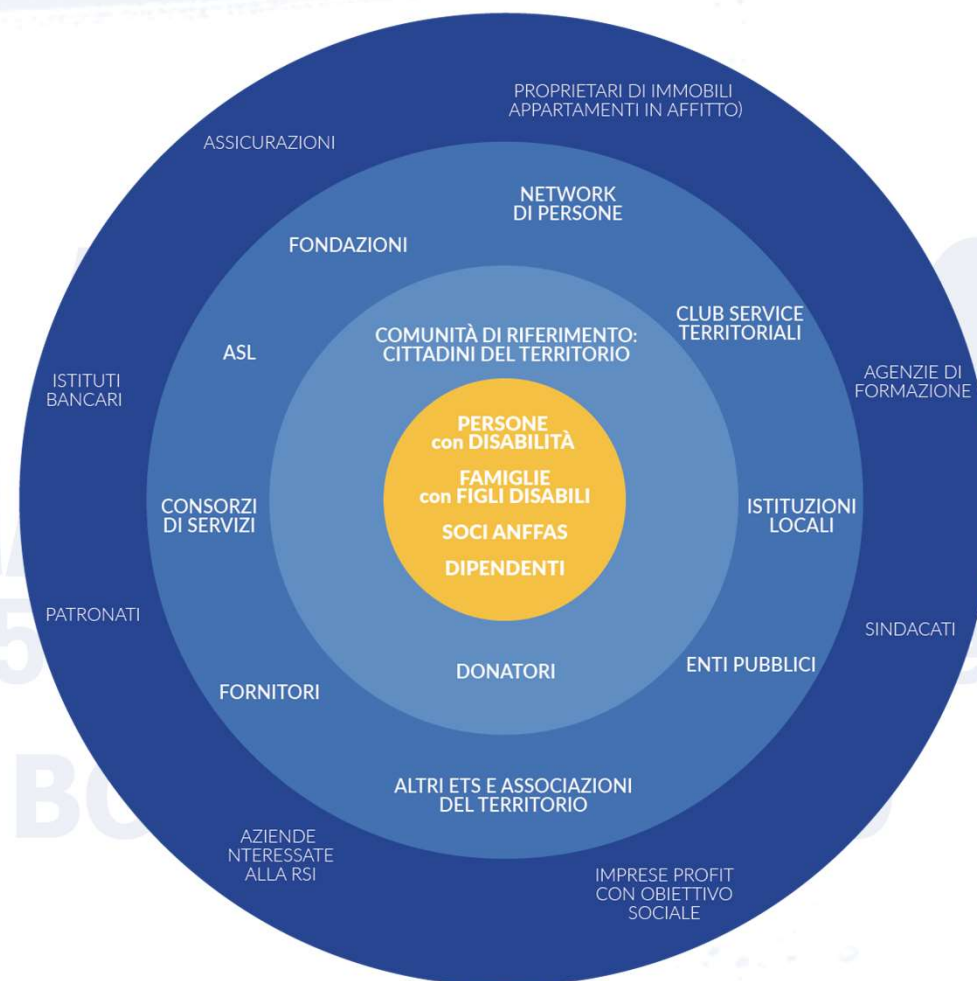 PROPRIETARI DI IMMOBILI
APPARTAMENTI IN AFFITTO)
ASSICURAZIONI
NETWORK
DI PERSONE
FONDAZIONI
CLUB SERVICE
TERRITORIALI
COMUNITÀ DI RIFERIMENTO:
CITTADINI DEL TERRITORIO
ASL
ISTITUTI
BANCARI
AGENZIE DI
FORMAZIONE
PERSONE
con DISABILITÀ
FAMIGLIE
con FIGLI DISABILI
SOCI ANFFAS
DIPENDENTI
CONSORZI
DI SERVIZI
ISTITUZIONI
LOCALI
PATRONATI
SINDACATI
DONATORI
ENTI PUBBLICI
FORNITORI
ALTRI ETS E ASSOCIAZIONI
DEL TERRITORIO
AZIENDE
NTERESSATE
ALLA RSI
IMPRESE PROFIT
CON OBIETTIVO
SOCIALE